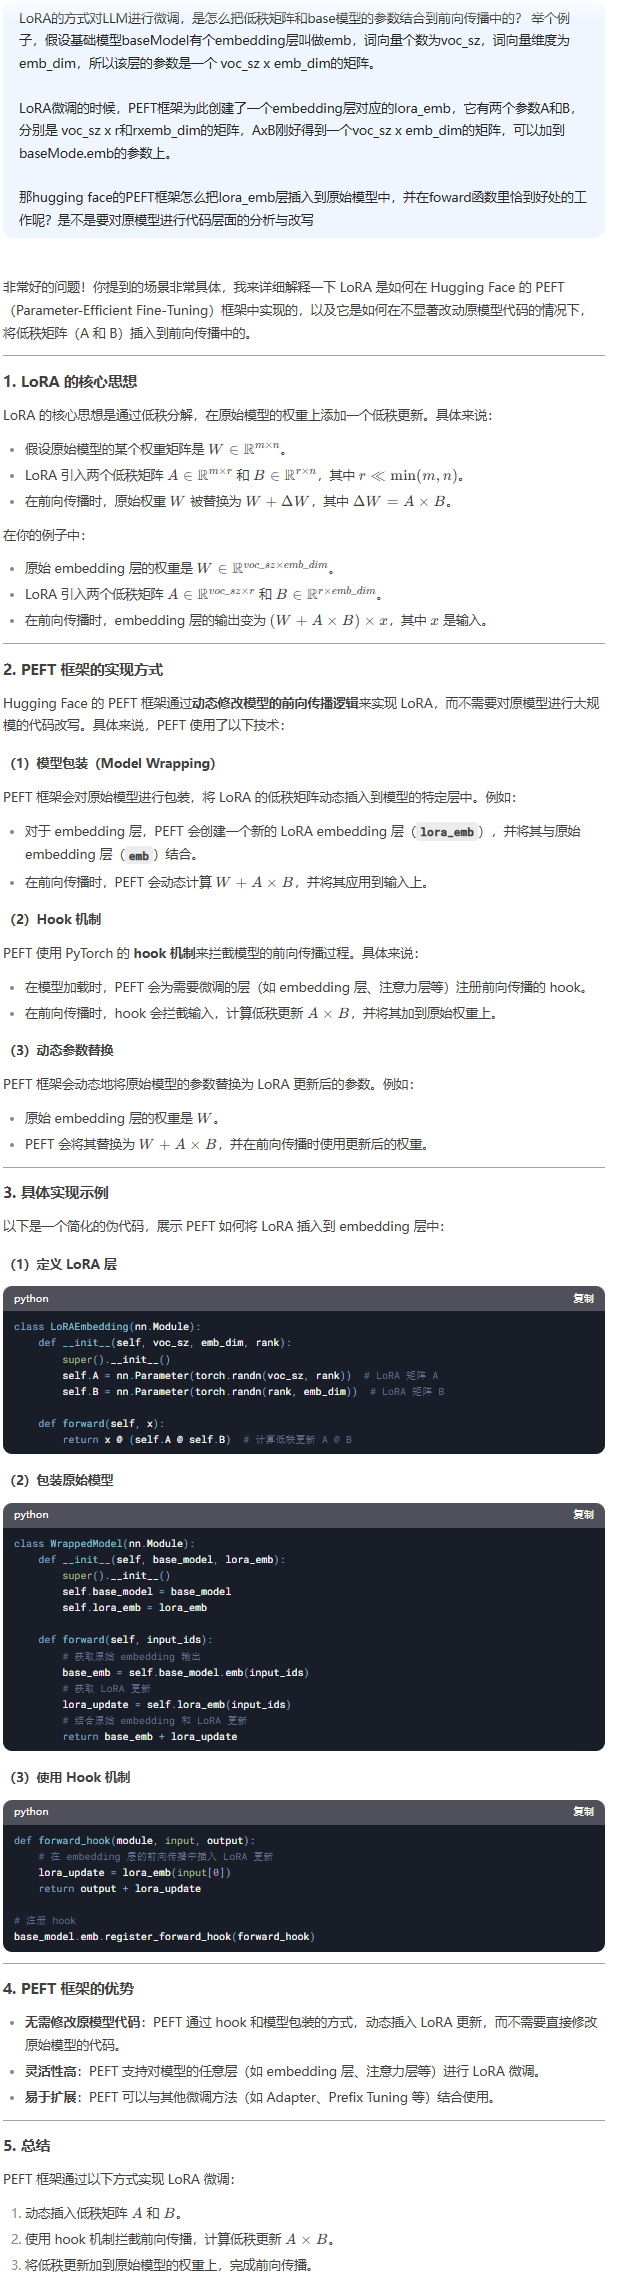 LoRA的方式对LLM进行微调，是怎么把低秩矩阵和base模型的参数结合到前向传播中的？ 举个例
子，假设基础模型baseModel有个embedding层叫做emb，词向量个数为voc_sz，词向量维度为
emb_dim，所以该层的参数是一个 voc_sz x emb_dim的矩阵。
LoRA微调的时候，PEFT框架为此创建了一个embedding层对应的lora_emb，它有两个参数A和B，
分别是 voc_sz x r和rxemb_dim的矩阵，AxB刚好得到一个voc_sz x emb_dim的矩阵，可以加到
baseMode.emb的参数上。
那hugging face的PEFT框架怎么把lora_emb层插入到原始模型中，并在foward函数里恰到好处的工
作呢？是不是要对原模型进行代码层面的分析与改写
非常好的问题！你提到的场景非常具体，我来详细解释一下 LoRA 是如何在 Hugging Face 的 PEFT
（Parameter-Efficient Fine-Tuning）框架中实现的，以及它是如何在不显著改动原模型代码的情况下，
将低秩矩阵（A 和 B）插入到前向传播中的。
1. LoRA 的核心思想
LoRA 的核心思想是通过低秩分解，在原始模型的权重上添加一个低秩更新。具体来说：
• 假设原始模型的某个权重矩阵是 W ∈ ℝ^{m×n}。
• LoRA 引入两个低秩矩阵 A ∈ ℝ^{m×r} 和 B ∈ ℝ^{r×n}，其中 r ≪ min(m, n)。
• 在前向传播时，原始权重 W 被替换为 W + ΔW，其中 ΔW = A × B。
在你的例子中：
• 原始 embedding 层的权重是 W ∈ ℝ^{voc_sz×emb_dim}。
• LoRA 引入两个低秩矩阵 A ∈ ℝ^{voc_sz×r} 和 B ∈ ℝ^{r×emb_dim}。
• 在前向传播时，embedding 层的输出变为 (W + A × B) × x，其中 x 是输入。
2. PEFT 框架的实现方式
Hugging Face 的 PEFT 框架通过动态修改模型的前向传播逻辑来实现 LoRA，而不需要对原模型进行大规
模的代码改写。具体来说，PEFT 使用了以下技术：
（1）模型包装（Model Wrapping）
PEFT 框架会对原始模型进行包装，将 LoRA 的低秩矩阵动态插入到模型的特定层中。例如：
• 对于 embedding 层，PEFT 会创建一个新的 LoRA embedding 层（lora_emb），并将其与原始
embedding 层（emb）结合。
• 在前向传播时，PEFT 会动态计算 W + A × B，并将其应用到输入上。
（2）Hook 机制
PEFT 使用 PyTorch 的 hook 机制来拦截模型的前向传播过程。具体来说：
• 在模型加载时，PEFT 会为需要微调的层（如 embedding 层、注意力层等）注册前向传播的 hook。
• 在前向传播时，hook 会拦截输入，计算低秩更新 A × B，并将其加到原始权重上。
（3）动态参数替换
PEFT 框架会动态地将原始模型的参数替换为 LoRA 更新后的参数。例如：
• 原始 embedding 层的权重是 W。
• PEFT 会将其替换为 W + A × B，并在前向传播时使用更新后的权重。
3. 具体实现示例
以下是一个简化的伪代码，展示 PEFT 如何将 LoRA 插入到 embedding 层中：
（1）定义 LoRA 层
python 复制
class LoRAEmbedding(nn.Module):
    def __init__(self, voc_sz, emb_dim, rank):
        super().__init__()
        self.A = nn.Parameter(torch.randn(voc_sz, rank))  # LoRA 矩阵 A
        self.B = nn.Parameter(torch.randn(rank, emb_dim))  # LoRA 矩阵 B
    def forward(self, x):
        return x @ (self.A @ self.B)  # 计算低秩更新 A @ B
（2）包装原始模型
python 复制
class WrappedModel(nn.Module):
    def __init__(self, base_model, lora_emb):
        super().__init__()
        self.base_model = base_model
        self.lora_emb = lora_emb
    def forward(self, input_ids):
        # 获取原始 embedding 输出
        base_emb = self.base_model.emb(input_ids)
        # 获取 LoRA 更新
        lora_update = self.lora_emb(input_ids)
        # 结合原始 embedding 和 LoRA 更新
        return base_emb + lora_update
（3）使用 Hook 机制
python 复制
def forward_hook(module, input, output):
    # 在 embedding 层的前向传播中插入 LoRA 更新
    lora_update = lora_emb(input[0])
    return output + lora_update
# 注册 hook
base_model.emb.register_forward_hook(forward_hook)
4. PEFT 框架的优势
• 无需修改原模型代码：PEFT 通过 hook 和模型包装的方式，动态插入 LoRA 更新，而不需要直接修改
原始模型的代码。
• 灵活性高：PEFT 支持对模型的任意层（如 embedding 层、注意力层等）进行 LoRA 微调。
• 易于扩展：PEFT 可以与其他微调方法（如 Adapter、Prefix Tuning 等）结合使用。
5. 总结
PEFT 框架通过以下方式实现 LoRA 微调：
1. 动态插入低秩矩阵 A 和 B。
2. 使用 hook 机制拦截前向传播，计算低秩更新 A × B。
3. 将低秩更新加到原始模型的权重上，完成前向传播。